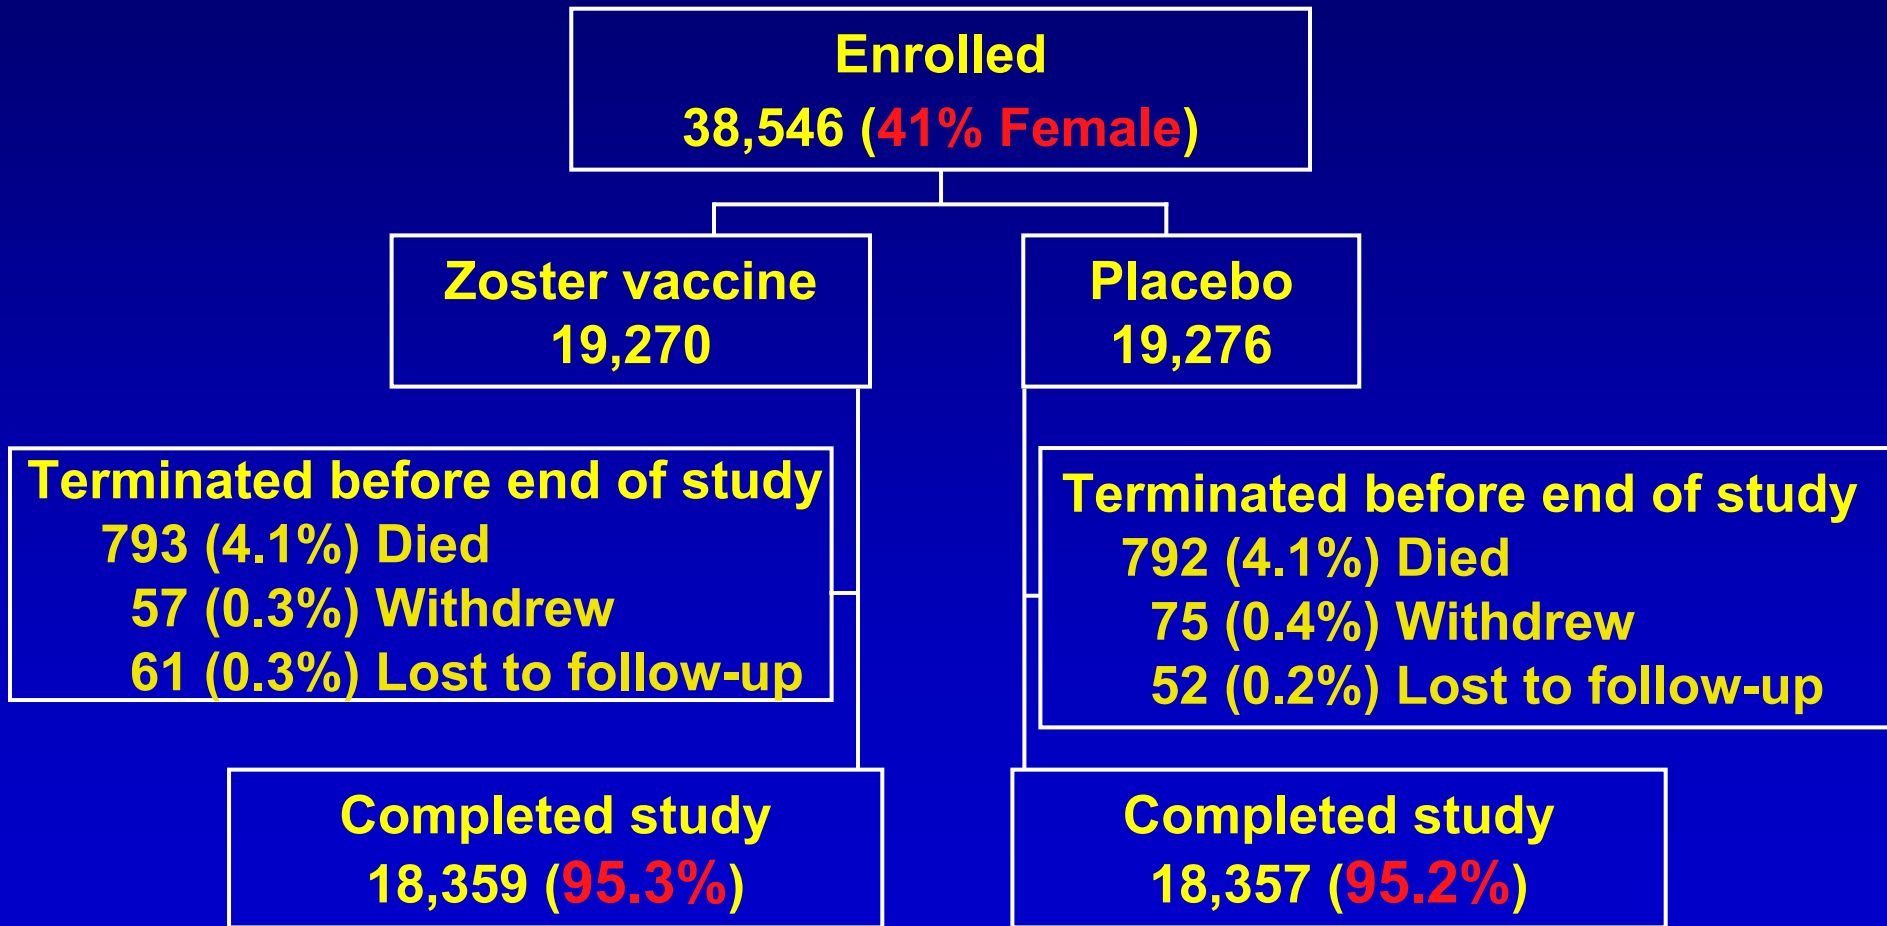 Enrolled
38,546 (41% Female)
Zoster vaccine
19,270
Placebo
19,276
Terminated before end of study
793 (4.1%) Died
57 (0.3%) Withdrew
61 (0.3%) Lost to follow-up
Terminated before end of study
792 (4.1%) Died
75 (0.4%) Withdrew
52 (0.2%) Lost to follow-up
Completed study
18,359 (95.3%)
Completed study
18,357 (95.2%)